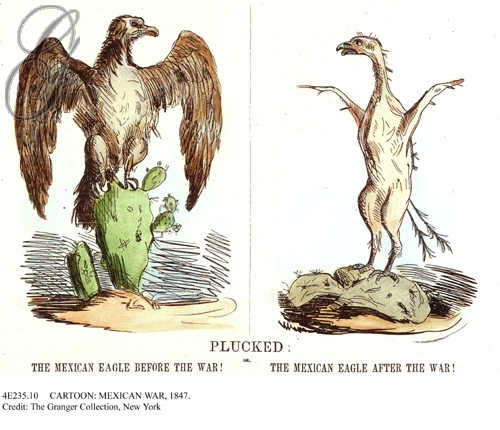 PLUCKED:
OR,
THE MEXICAN EAGLE BEFORE THE WAR! THE MEXICAN EAGLE AFTER THE WAR!
4E235.10 CARTOON: MEXICAN WAR, 1847.
Credit: The Granger Collection, New York